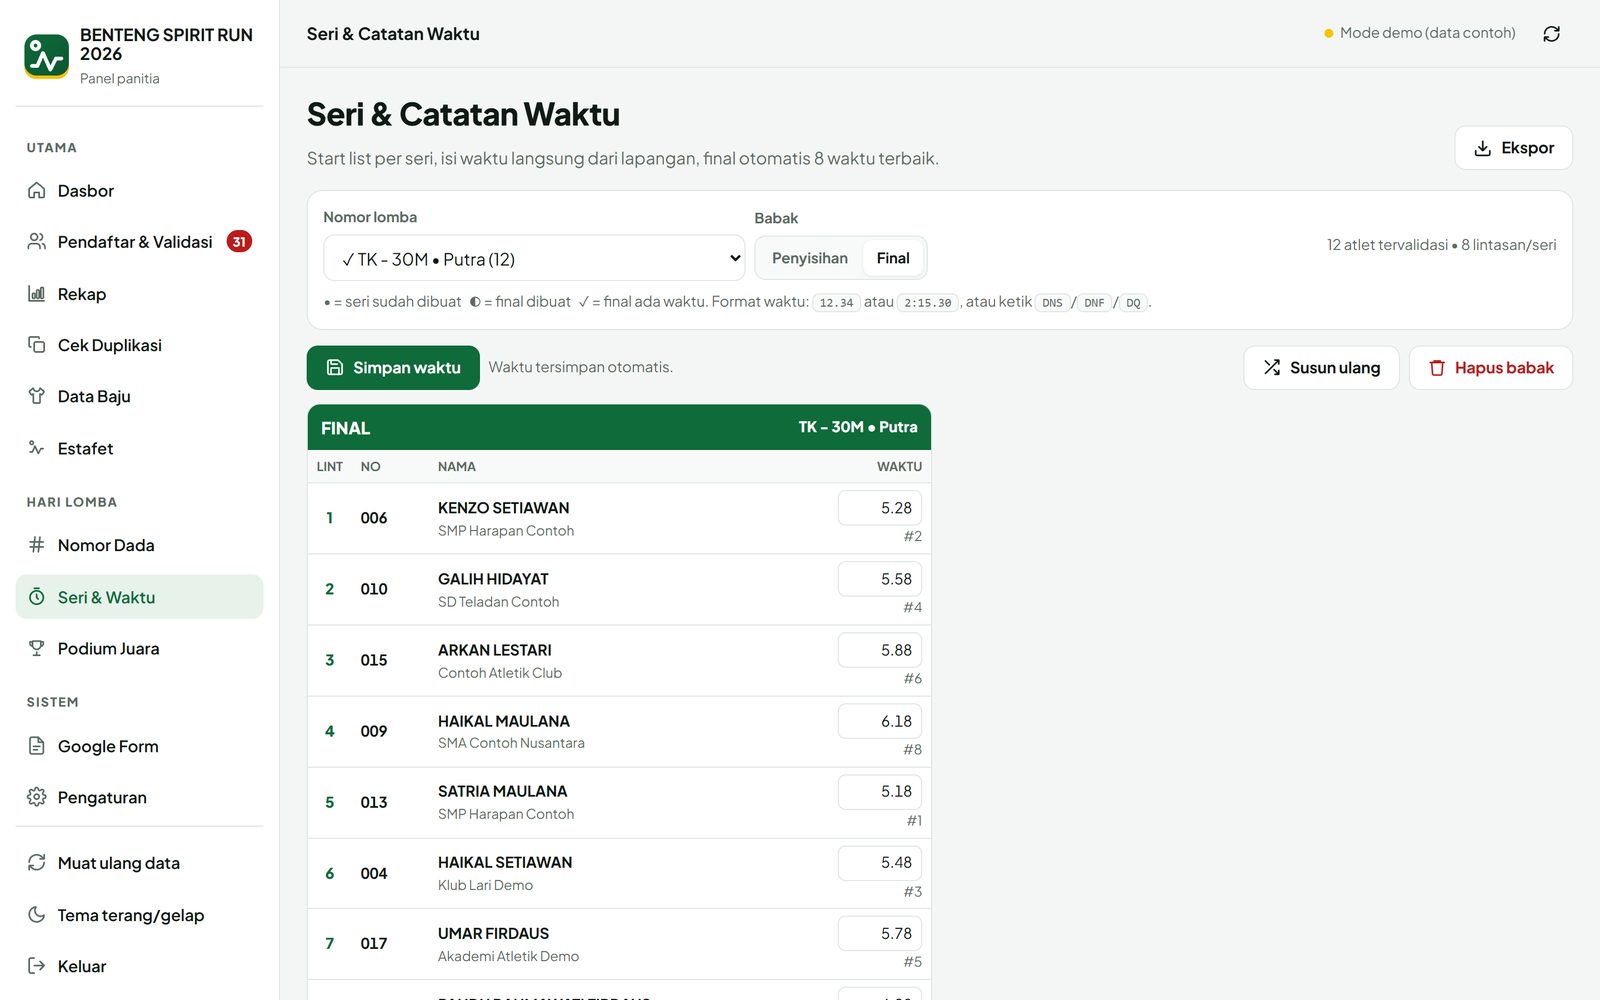 BENTENG SPIRIT RUN
2026
Panel panitia
UTAMA
Dasbor
Pendaftar & Validasi 31
Rekap
Cek Duplikasi
Data Baju
Estafet
HARI LOMBA
Nomor Dada
Seri & Waktu
Podium Juara
SISTEM
Google Form
Pengaturan
Muat ulang data
Tema terang/gelap
Keluar
Seri & Catatan Waktu
Mode demo (data contoh)
Seri & Catatan Waktu
Start list per seri, isi waktu langsung dari lapangan, final otomatis 8 waktu terbaik.
Ekspor
Nomor lomba
✓ TK - 30M • Putra (12)
Babak
Penyisihan Final
12 atlet tervalidasi • 8 lintasan/seri
• = seri sudah dibuat ◐ = final dibuat ✓ = final ada waktu. Format waktu: 12.34 atau 2:15.30, atau ketik DNS/DNF/DQ.
Simpan waktu
Waktu tersimpan otomatis.
Susun ulang
Hapus babak
FINAL TK - 30M • Putra
LINT NO NAMA WAKTU
1 006 KENZO SETIAWAN 5.28
SMP Harapan Contoh #2
2 010 GALIH HIDAYAT 5.58
SD Teladan Contoh #4
3 015 ARKAN LESTARI 5.88
Contoh Atletik Club #6
4 009 HAIKAL MAULANA 6.18
SMA Contoh Nusantara #8
5 013 SATRIA MAULANA 5.18
SMP Harapan Contoh #1
6 004 HAIKAL SETIAWAN 5.48
Klub Lari Demo #3
7 017 UMAR FIRDAUS 5.78
Akademi Atletik Demo #5